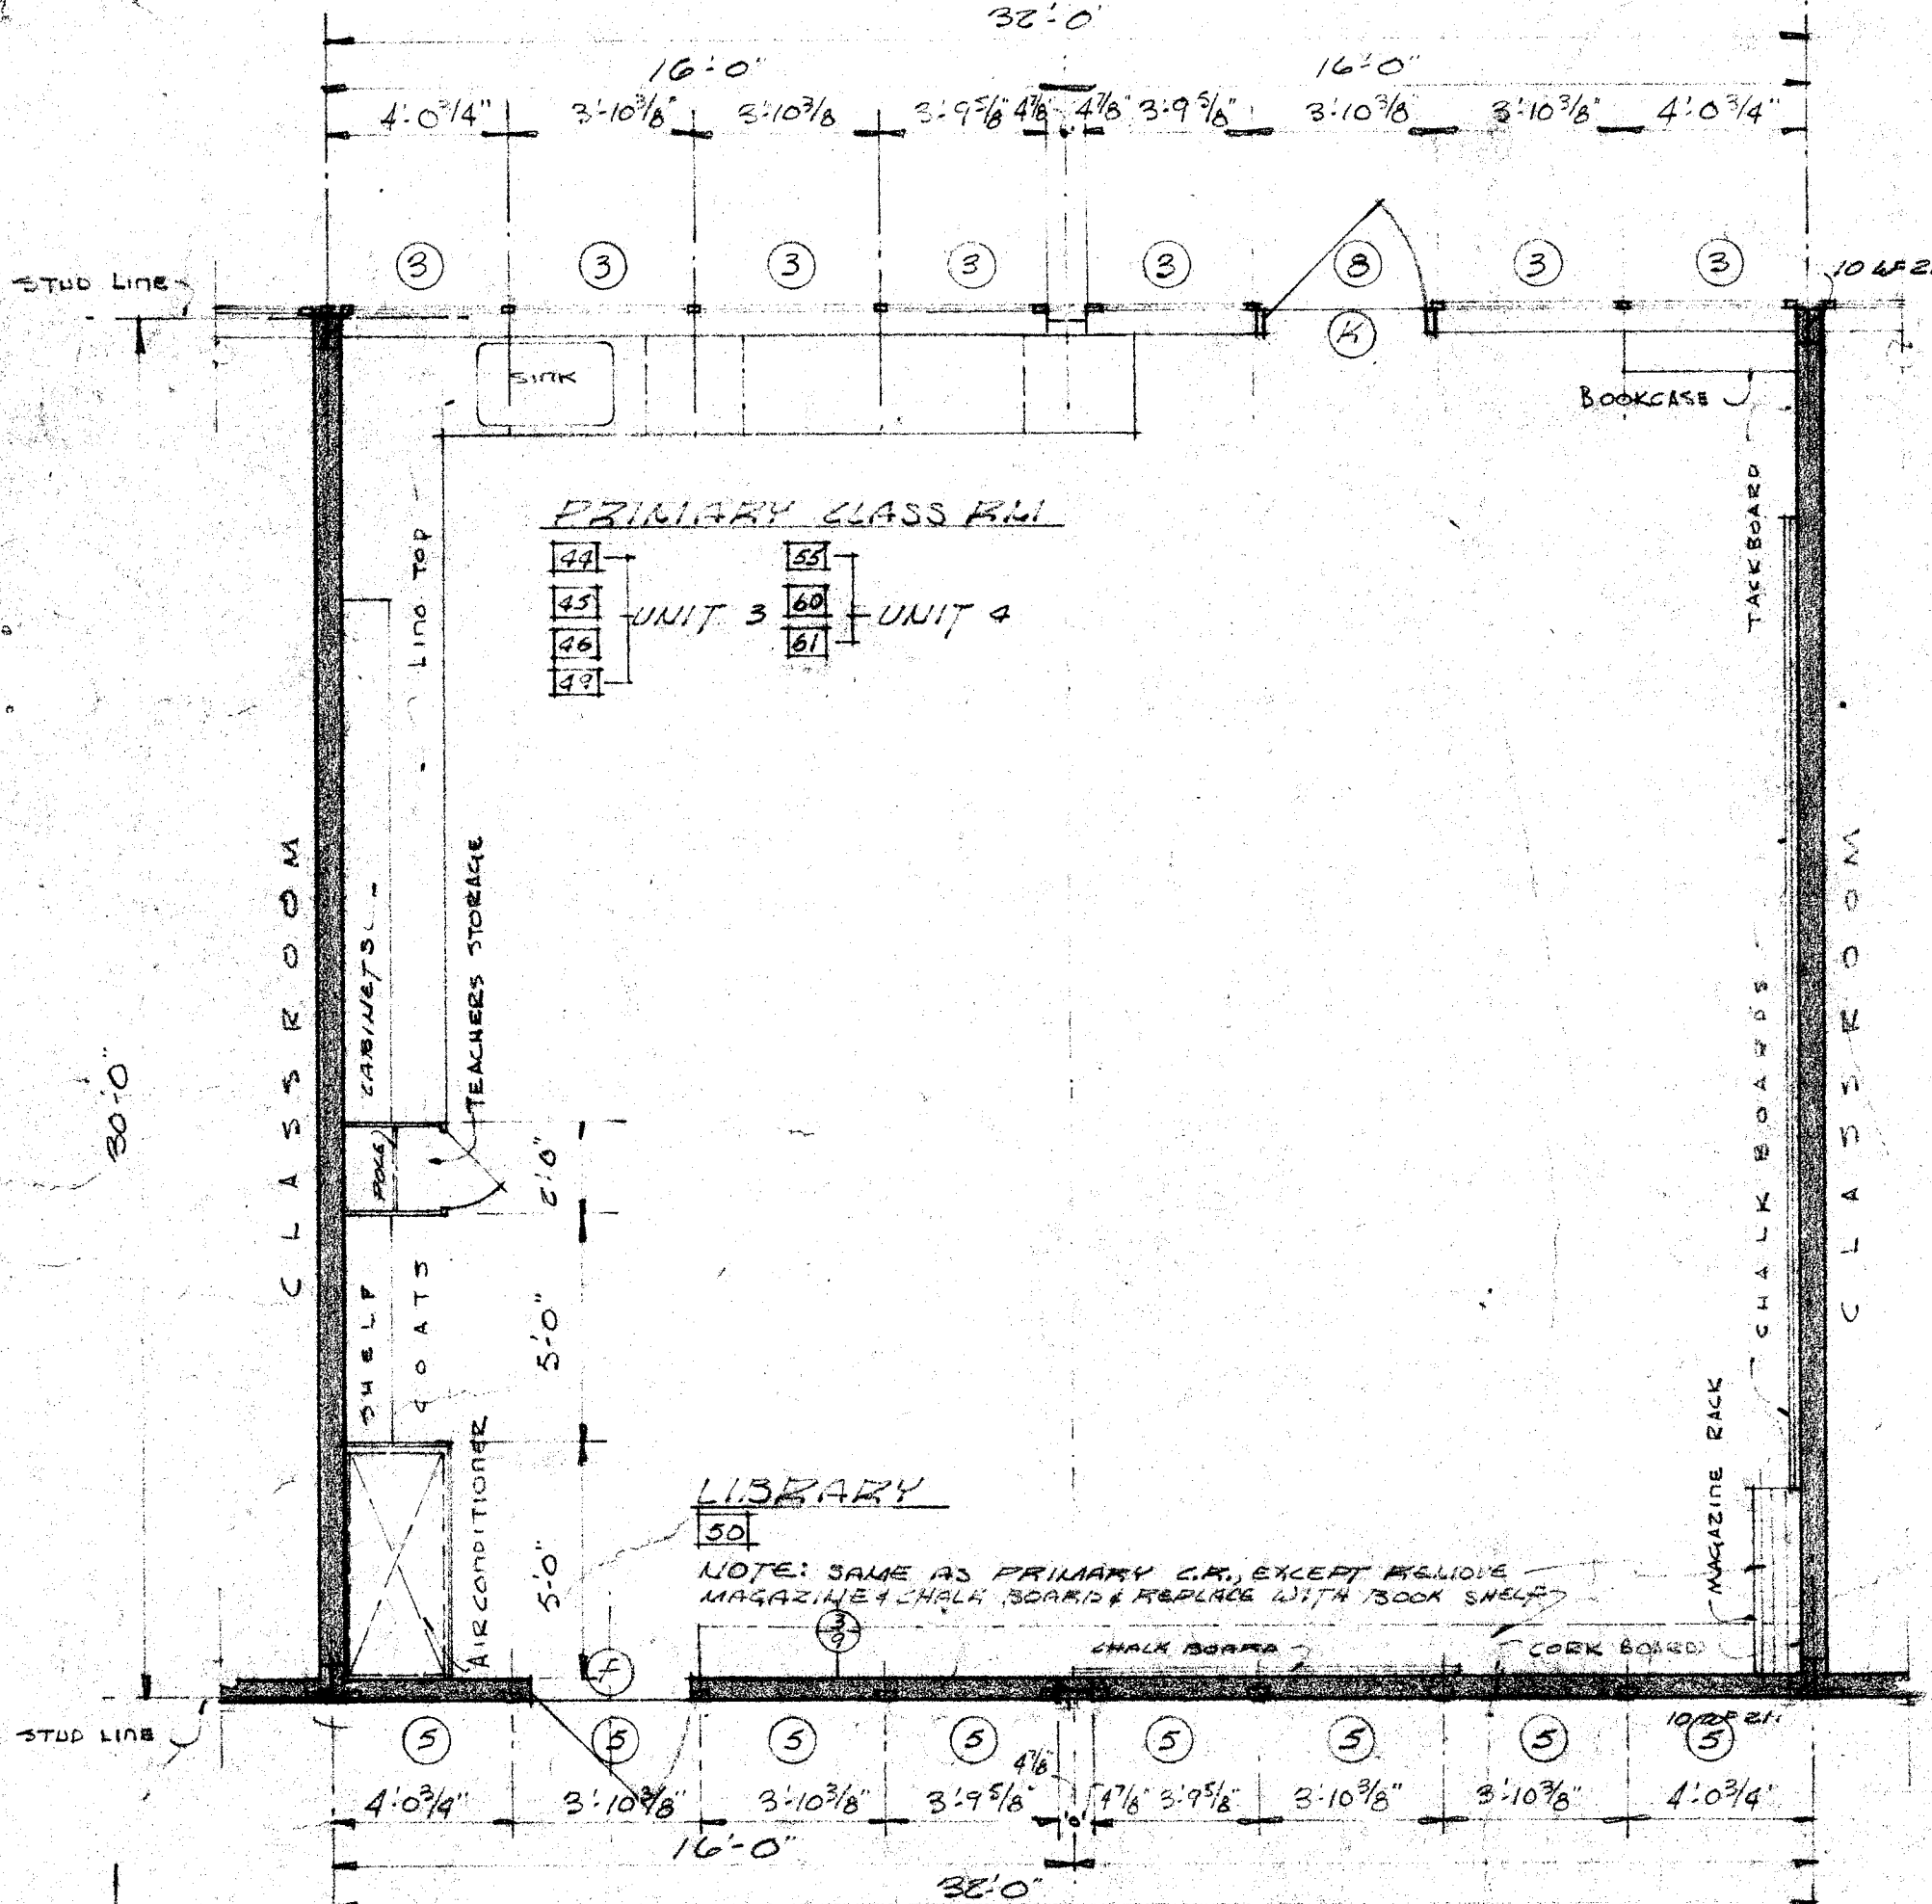 32'-0"
16'-0" 16'-0"
4'-0 3/4" 3'-10 3/8" 3'-10 3/8 3'-9 5/8" 4 7/8 4 7/8" 3'-9 5/8" 3'-10 3/8 3'-10 3/8" 4'-0 3/4"
3 3 3 3 3 8 3 3
STUD LINE
K
SINK
BOOKCASE
TACKBOARD
LINO TOP
PRIMARY CLASS RM
44 55
45 UNIT 3 60 UNIT 4
46 61
49
CLASSROOM
CABINETS
TEACHERS STORAGE
30'-0"
POLE
2'-0"
SHELF
COATS
5'-0"
AIRCONDITIONER
5'-0"
CHALK BOARDS
CLASSROOM
MAGAZINE RACK
LIBRARY
50
NOTE: SAME AS PRIMARY C.R., EXCEPT REMOVE
MAGAZINE & CHALK BOARD & REPLACE WITH BOOK SHELF
3
9
CHALK BOARD
CORK BOARD
F
STUD LINE
5 5 5 5 5 5 5 5
4'-0 3/4" 3'-10 3/8" 3'-10 3/8" 3'-9 5/8" 4 7/8" 4 7/8" 3'-9 5/8" 3'-10 3/8" 3'-10 3/8" 4'-0 3/4"
16'-0"
32'-0"